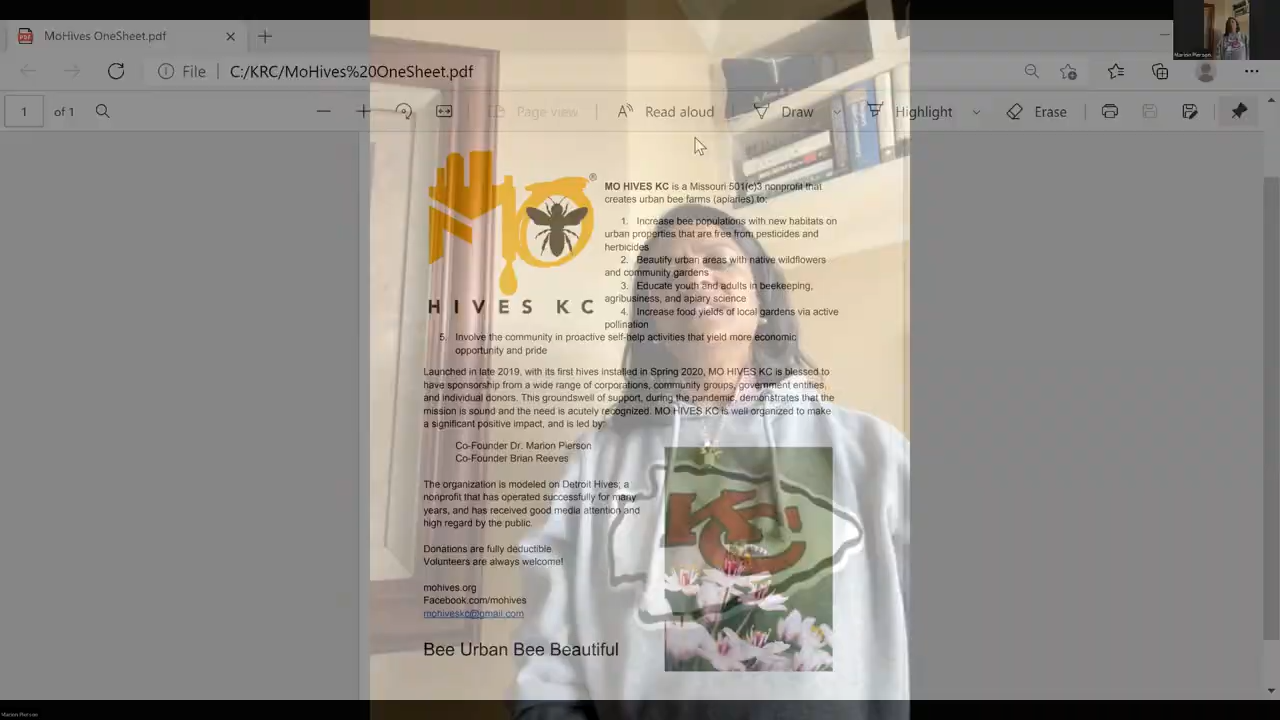 MoHives OneSheet.pdf
Marion Pierson
File
C:/KRC/MoHives%20OneSheet.pdf
1 of 1
Page view
Read aloud
Draw
Highlight
Erase
MO HIVES KC is a Missouri 501(c)3 nonprofit that
creates urban bee farms (apiaries) to:
1. Increase bee populations with new habitats on
urban properties that are free from pesticides and
herbicides
2. Beautify urban areas with native wildflowers
and community gardens
3. Educate youth and adults in beekeeping,
agribusiness, and apiary science
4. Increase food yields of local gardens via active
pollination
MO
®
HIVES KC
5. Involve the community in proactive self-help activities that yield more economic
opportunity and pride
Launched in late 2019, with its first hives installed in Spring 2020, MO HIVES KC is blessed to
have sponsorship from a wide range of corporations, community groups, government entities,
and individual donors. This groundswell of support, during the pandemic, demonstrates that the
mission is sound and the need is acutely recognized. MO HIVES KC is well organized to make
a significant positive impact, and is led by:
Co-Founder Dr. Marion Pierson
Co-Founder Brian Reeves
The organization is modeled on Detroit Hives; a
nonprofit that has operated successfully for many
years, and has received good media attention and
high regard by the public.
Donations are fully deductible
Volunteers are always welcome!
mohives.org
Facebook.com/mohives
mohiveskc@gmail.com
Bee Urban Bee Beautiful
KC
Marion Pierson